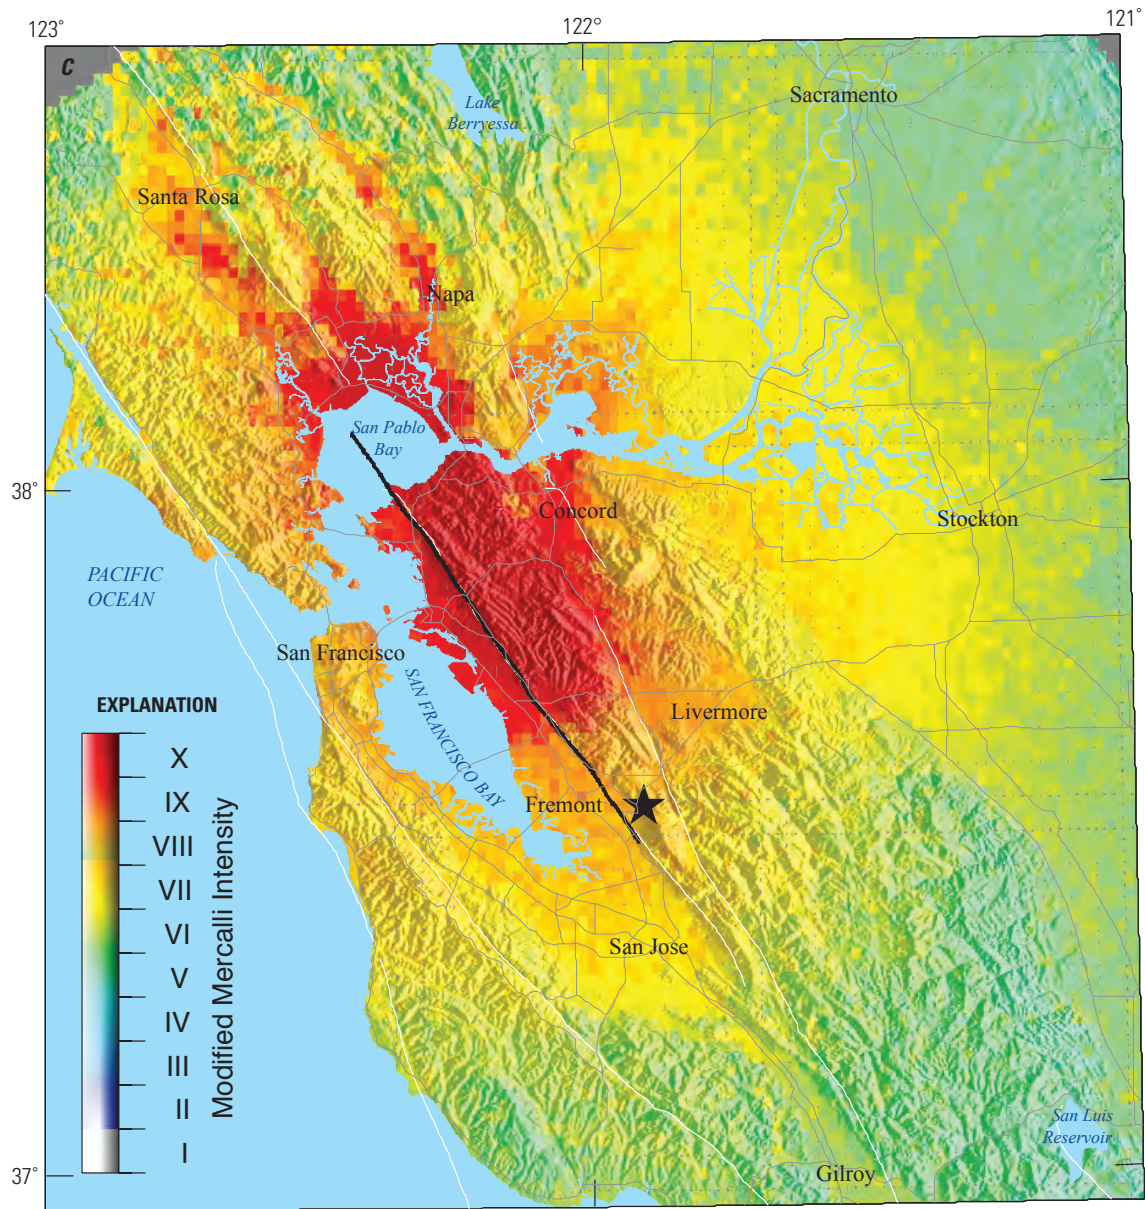 123°
122°
121°
C
Sacramento
Lake
Berryessa
Santa Rosa
Napa
San Pablo
Bay
38°
Concord
Stockton
PACIFIC
OCEAN
San Francisco
SAN FRANCISCO BAY
Livermore
EXPLANATION
X
IX
VIII
VII
VI
V
IV
III
II
I
Modified Mercalli Intensity
Fremont
San Jose
San Luis
Reservoir
37°
Gilroy